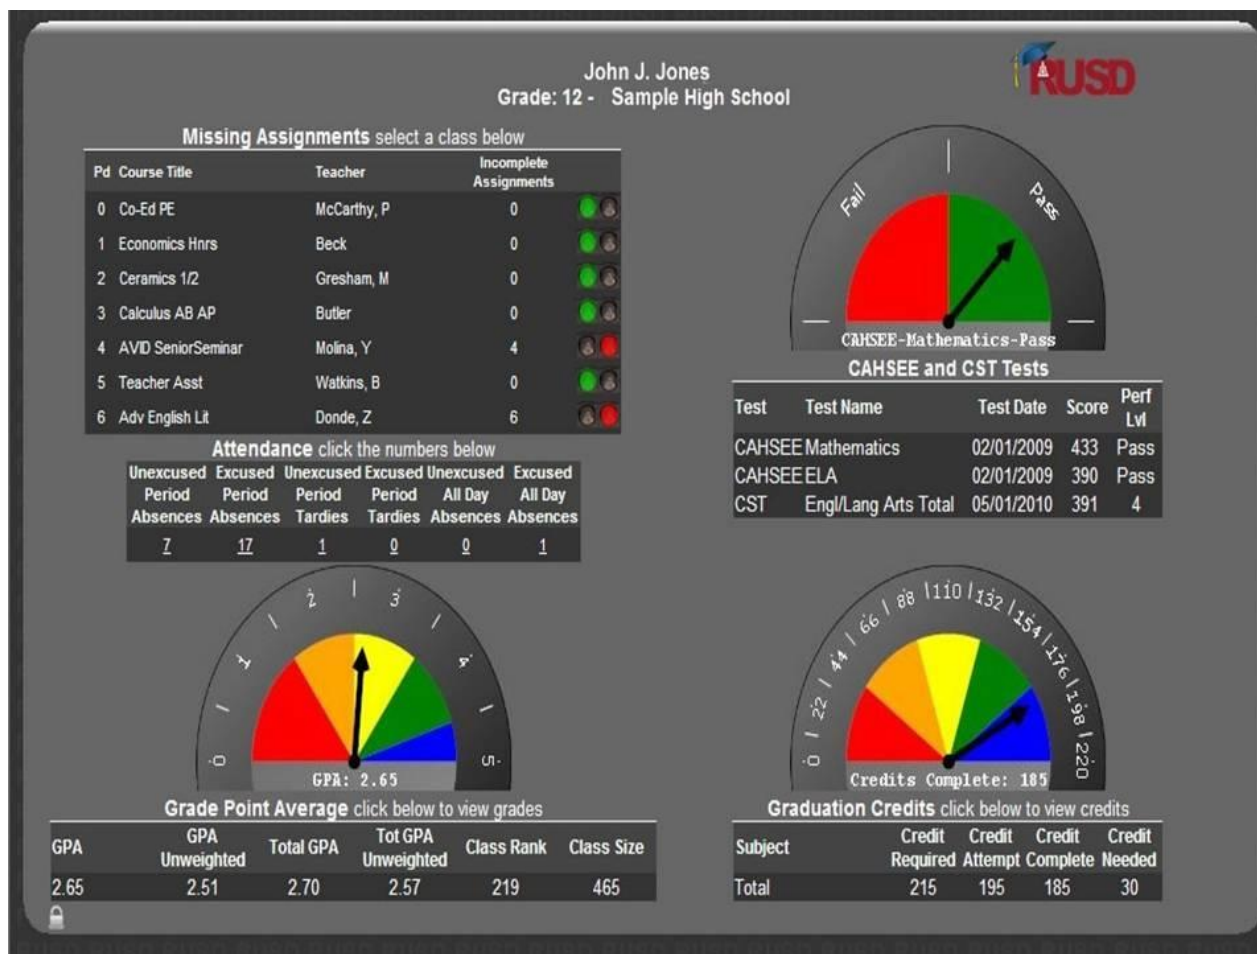 John J. Jones
Grade: 12 - Sample High School
RUSD
Missing Assignments select a class below
Pd Course Title Teacher Incomplete Assignments
0 Co-Ed PE McCarthy, P 0
1 Economics Hnrs Beck 0
2 Ceramics 1/2 Gresham, M 0
3 Calculus AB AP Butler 0
4 AVID SeniorSeminar Molina, Y 4
5 Teacher Asst Watkins, B 0
6 Adv English Lit Donde, Z 6
Attendance click the numbers below
Unexcused Period Absences Excused Period Absences Unexcused Period Tardies Excused Period Tardies Unexcused All Day Absences Excused All Day Absences
7 17 1 0 0 1
Fail Pass
CAHSEE-Mathematics-Pass
CAHSEE and CST Tests
Test Test Name Test Date Score Perf Lvl
CAHSEE Mathematics 02/01/2009 433 Pass
CAHSEE ELA 02/01/2009 390 Pass
CST Engl/Lang Arts Total 05/01/2010 391 4
0 1 2 3 4 5
GPA: 2.65
Grade Point Average click below to view grades
GPA GPA Unweighted Total GPA Tot GPA Unweighted Class Rank Class Size
2.65 2.51 2.70 2.57 219 465
0 22 44 66 88 110 132 154 176 198 220
Credits Complete: 185
Graduation Credits click below to view credits
Subject Credit Required Credit Attempt Credit Complete Credit Needed
Total 215 195 185 30